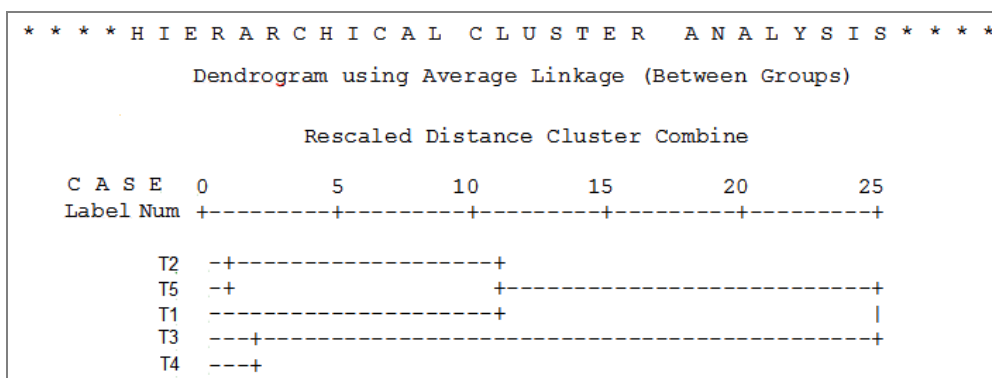 * * * * H I E R A R C H I C A L   C L U S T E R   A N A L Y S I S * * * *
Dendrogram using Average Linkage (Between Groups)
Rescaled Distance Cluster Combine
C A S E   0         5        10        15        20        25
Label Num +---------+---------+---------+---------+---------+
T2   -+-------------------+
T5   -+                   +---------------------------+
T1   ---------------------+                           |
T3   ---+---------------------------------------------+
T4   ---+